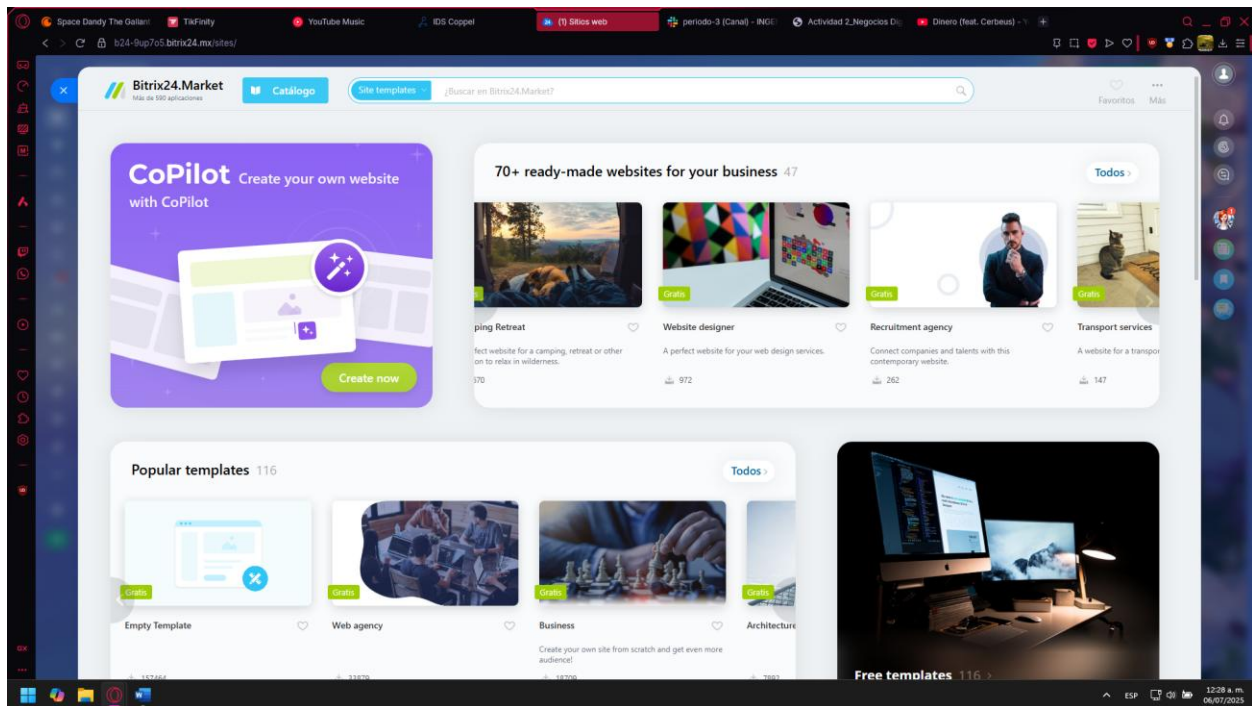 Space Dandy The Gallant
TikFinity
YouTube Music
IDS Coppel
24 (1) Sitios web
periodo-3 (Canal) - INGE
Actividad 2_Negocios Dig
Dinero (feat. Cerbeus) -
b24-9up7o5.bitrix24.mx/sites/
Bitrix24.Market
Más de 590 aplicaciones
Catálogo
Site templates
¿Buscar en Bitrix24.Market?
Favoritos
Más
CoPilot Create your own website
with CoPilot
Create now
70+ ready-made websites for your business 47
Todos
Gratis
Gratis
Gratis
ping Retreat
fect website for a camping, retreat or other
on to relax in wilderness.
570
Website designer
A perfect website for your web design services.
972
Recruitment agency
Connect companies and talents with this
contemporary website.
262
Transport services
A website for a transpor
147
Popular templates 116
Todos
Gratis
Gratis
Gratis
Gratis
Empty Template
157464
Web agency
33879
Business
Create your own site from scratch and get even more
audience!
18709
Architecture
7892
Free templates 116
GX
ESP
12:28 a. m.
06/07/2025